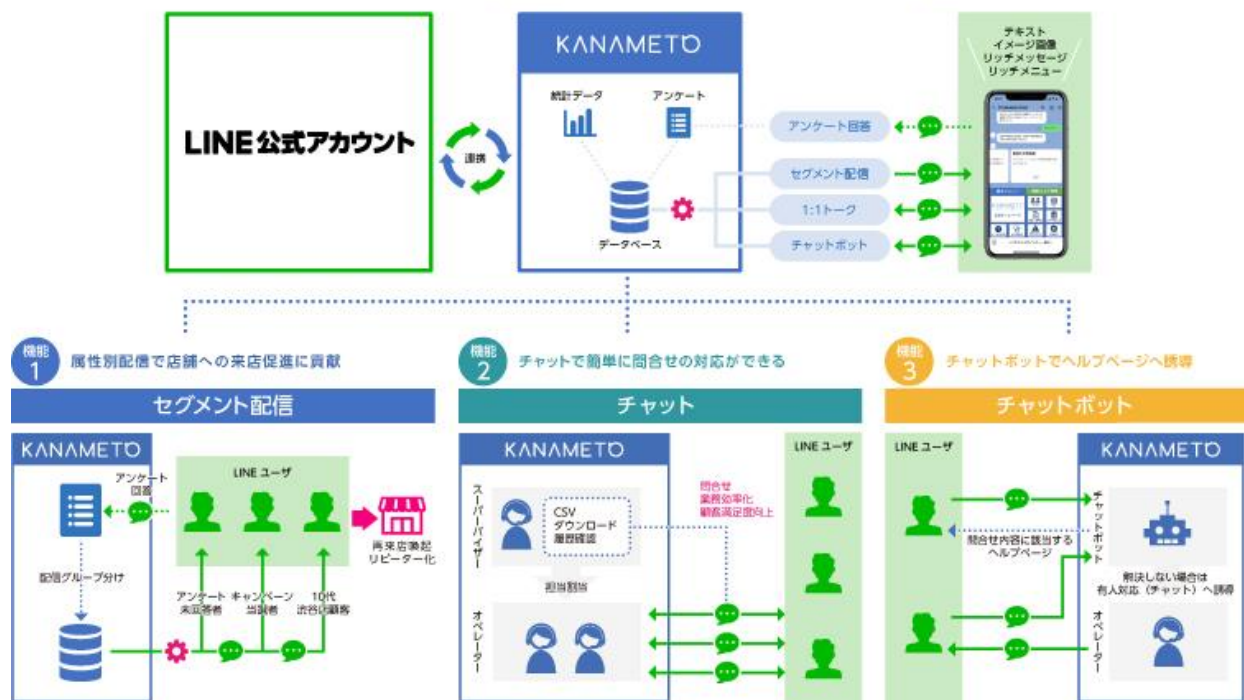 LINE 公式アカウント
連携
KANAMETO
統計データ
アンケート
データベース
アンケート回答
セグメント配信
1:1トーク
チャットボット
テキスト
イメージ画像
リッチメッセージ
リッチメニュー
機能
1
属性別配信で店舗への来店促進に貢献
セグメント配信
KANAMETO
アンケート
回答
LINE ユーザ
再来店喚起
リピーター化
配信グループ分け
アンケート
未回答者
キャンペーン
当選者
10代
機能
2
チャットで簡単に問合せの対応ができる
チャット
KANAMETO
スーパーバイザー
CSV
ダウンロード
履歴確認
担当割当
オペレーター
問合せ
業務効率化
顧客満足度向上
LINE ユーザ
機能
3
チャットボットでヘルプページへ誘導
チャットボット
LINE ユーザ
KANAMETO
チャットボット
問合せ内容に該当する
ヘルプページ
解決しない場合は
有人対応（チャット）へ誘導
オペレーター